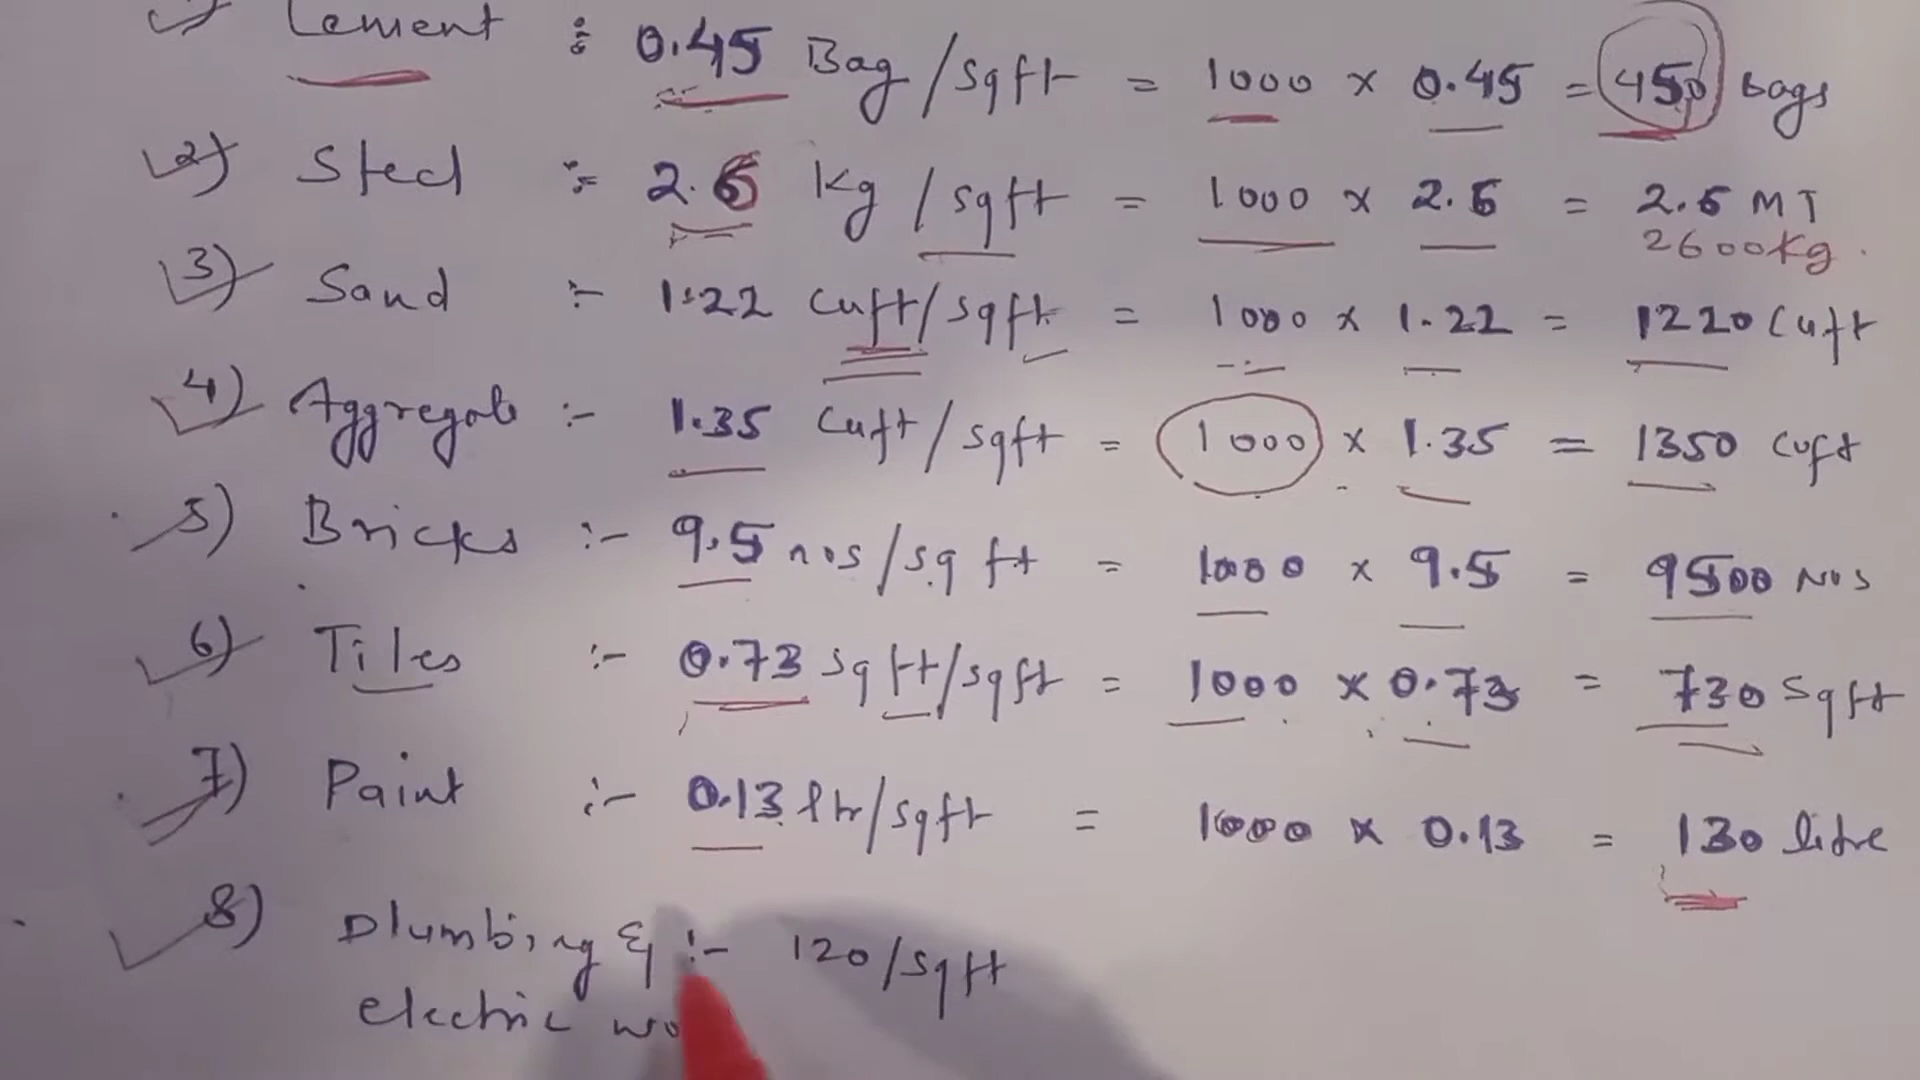 Cement : 0.45 Bag/sqft = 1000 x 0.45 = 450 bags
2) Steel := 2.6 Kg/sqft = 1000 x 2.6 = 2.6 MT
2600kg.
3) Sand :- 1.22 Cuft/sqft = 1000 x 1.22 = 1220 Cuft
4) Aggregate :- 1.35 Cuft/sqft = 1000 x 1.35 = 1350 cuft
5) Bricks :- 9.5 nos/sq ft = 1000 x 9.5 = 9500 Nos
6) Tiles :- 0.73 sqft/sqft = 1000 x 0.73 = 730 Sqft
7) Paint :- 0.13 ltr/sqft = 1000 x 0.13 = 130 litre
8) Plumbing & :- 120/sqft
electric